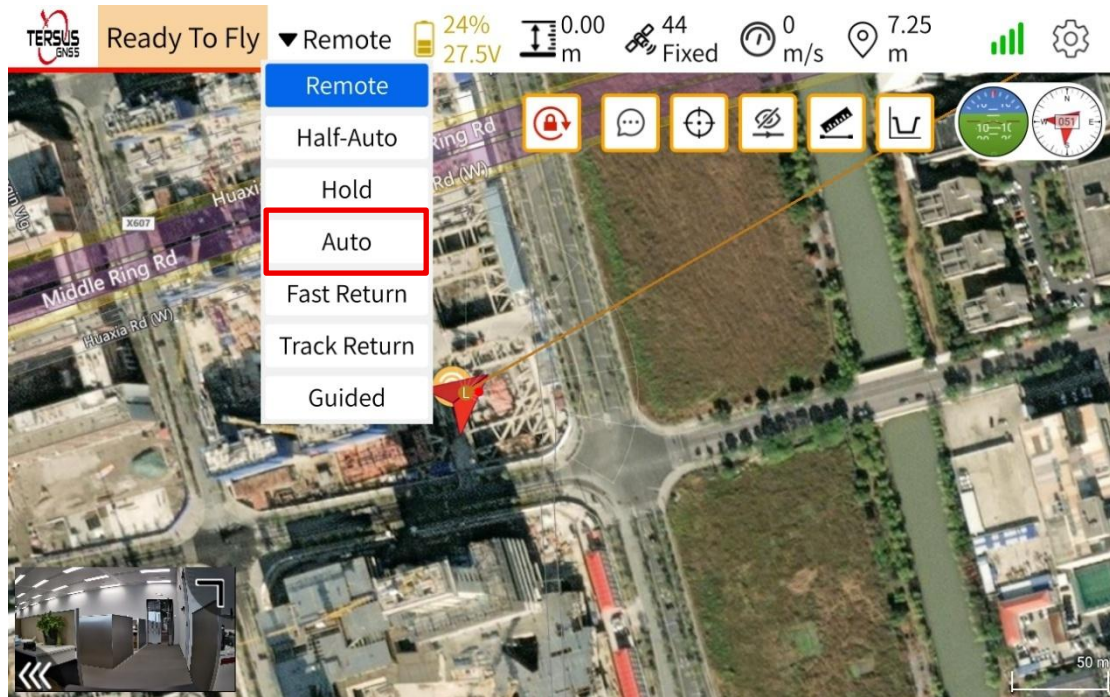 TERSUS
GNSS
Ready To Fly
Remote
24%
27.5V
0.00
m
44
Fixed
0
m/s
7.25
m
Remote
Half-Auto
Hold
Auto
Fast Return
Track Return
Guided
Ring Rd
Rd (W)
Huaxi
X607
Middle Ring Rd
Huaxia Rd (W)
N
W
051
E
L
50 m